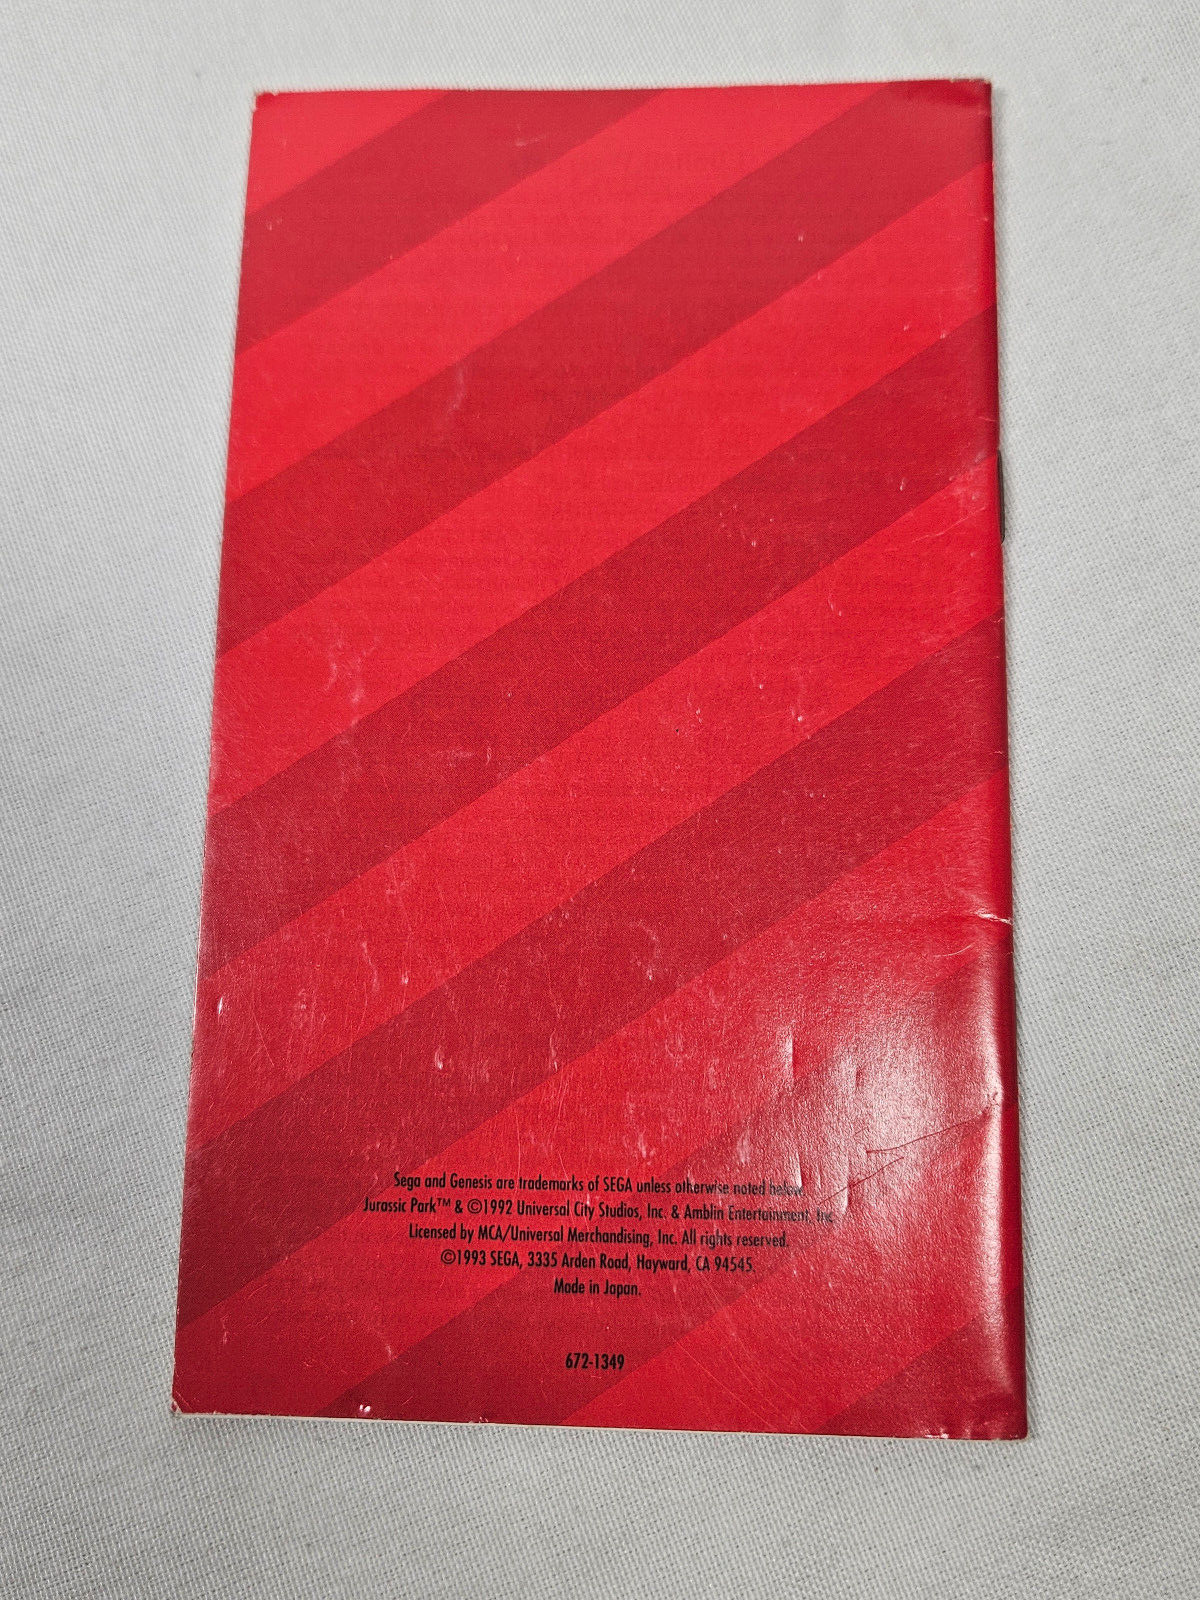 Sega and Genesis are trademarks of SEGA unless otherwise noted below.
Jurassic Park™ & ©1992 Universal City Studios, Inc. & Amblin Entertainment, Inc.
Licensed by MCA/Universal Merchandising, Inc. All rights reserved.
©1993 SEGA, 3335 Arden Road, Hayward, CA 94545.
Made in Japan.
672-1349